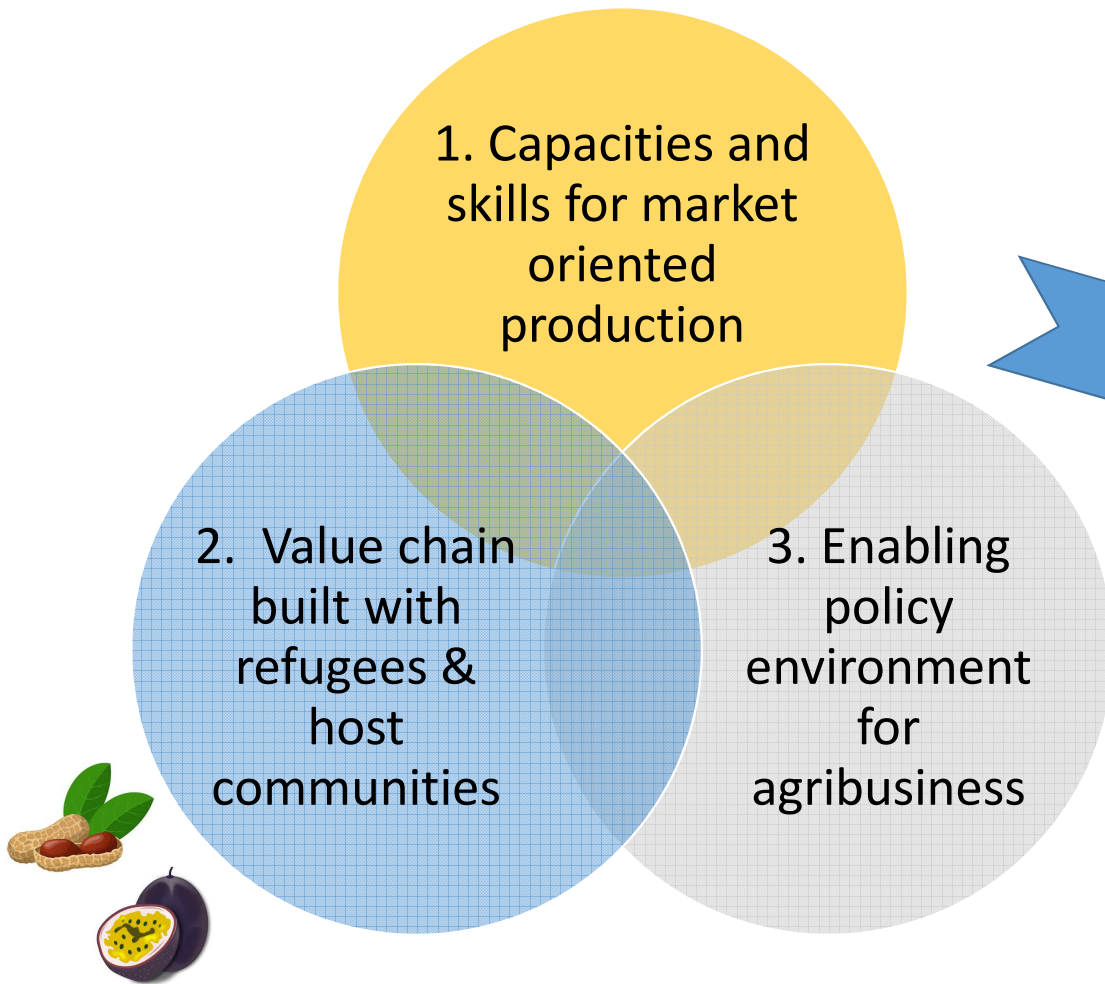 1. Capacities and
skills for market
oriented
production
2.  Value chain
built with
refugees &
host
communities
3. Enabling
policy
environment
for
agribusiness